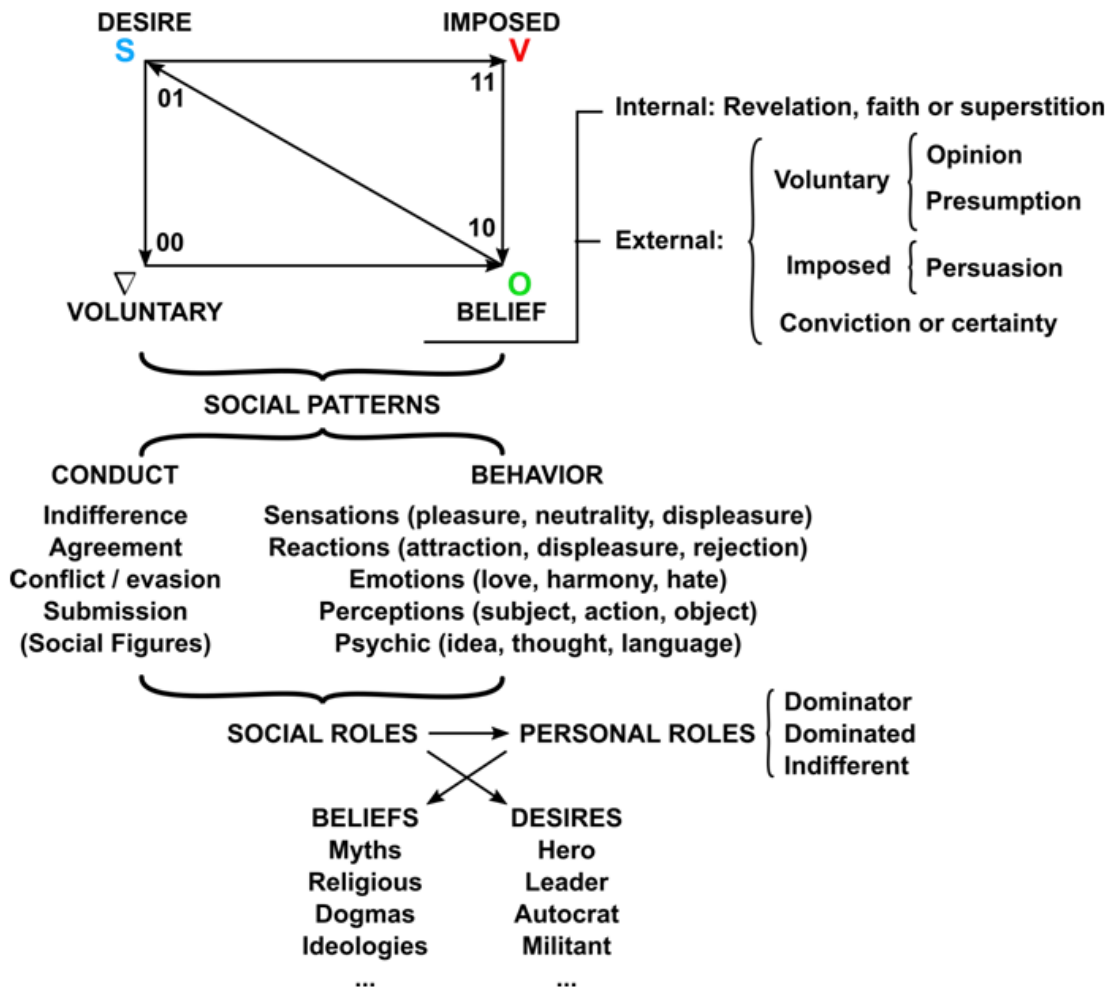 DESIRE
IMPOSED
S
V
01
11
00
10
∇
O
VOLUNTARY
BELIEF
Internal: Revelation, faith or superstition
External:
Voluntary
Opinion
Presumption
Imposed
Persuasion
Conviction or certainty
SOCIAL PATTERNS
CONDUCT
Indifference
Agreement
Conflict / evasion
Submission
(Social Figures)
BEHAVIOR
Sensations (pleasure, neutrality, displeasure)
Reactions (attraction, displeasure, rejection)
Emotions (love, harmony, hate)
Perceptions (subject, action, object)
Psychic (idea, thought, language)
SOCIAL ROLES
PERSONAL ROLES
Dominator
Dominated
Indifferent
BELIEFS
Myths
Religious
Dogmas
Ideologies
...
DESIRES
Hero
Leader
Autocrat
Militant
...